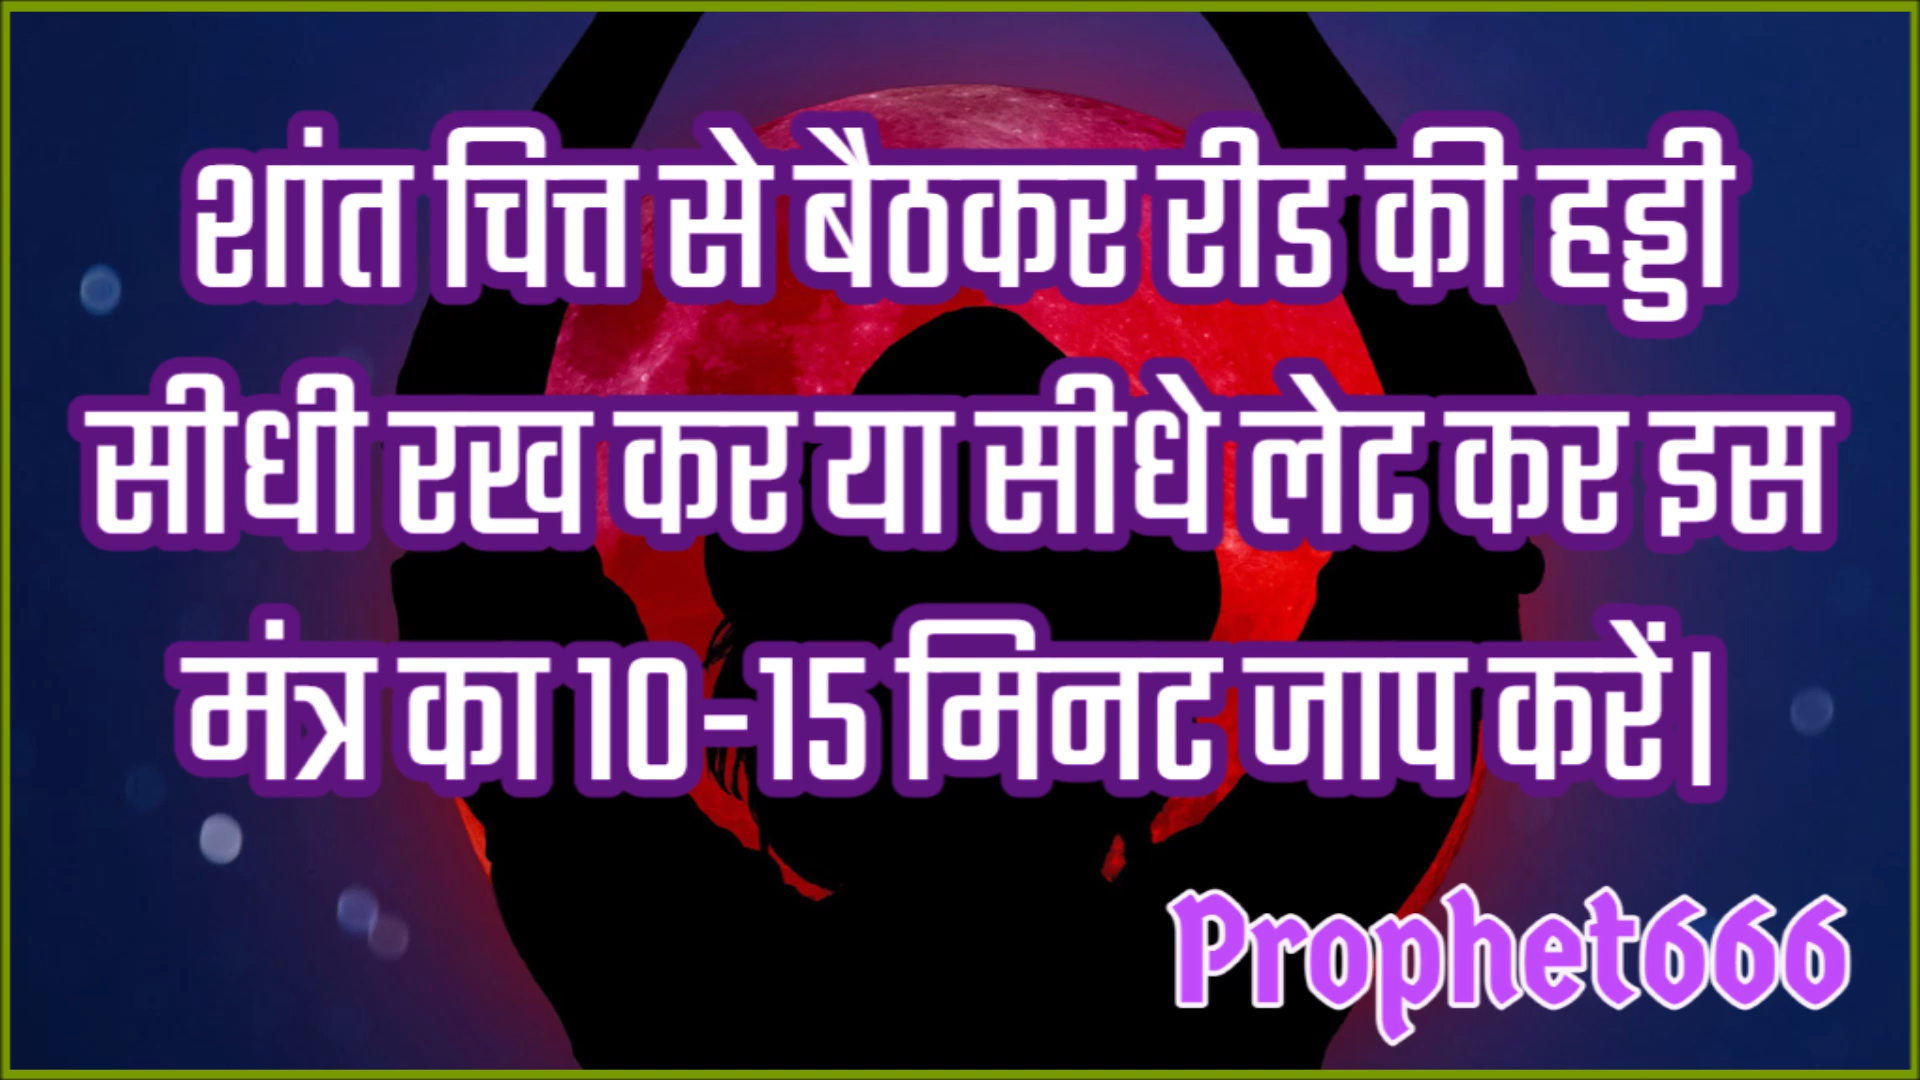 शांत चित्त से बैठकर रीड की हड्डी
सीधी रख कर या सीधे लेट कर इस
मंत्र का 10-15 मिनट जाप करें।
Prophet666